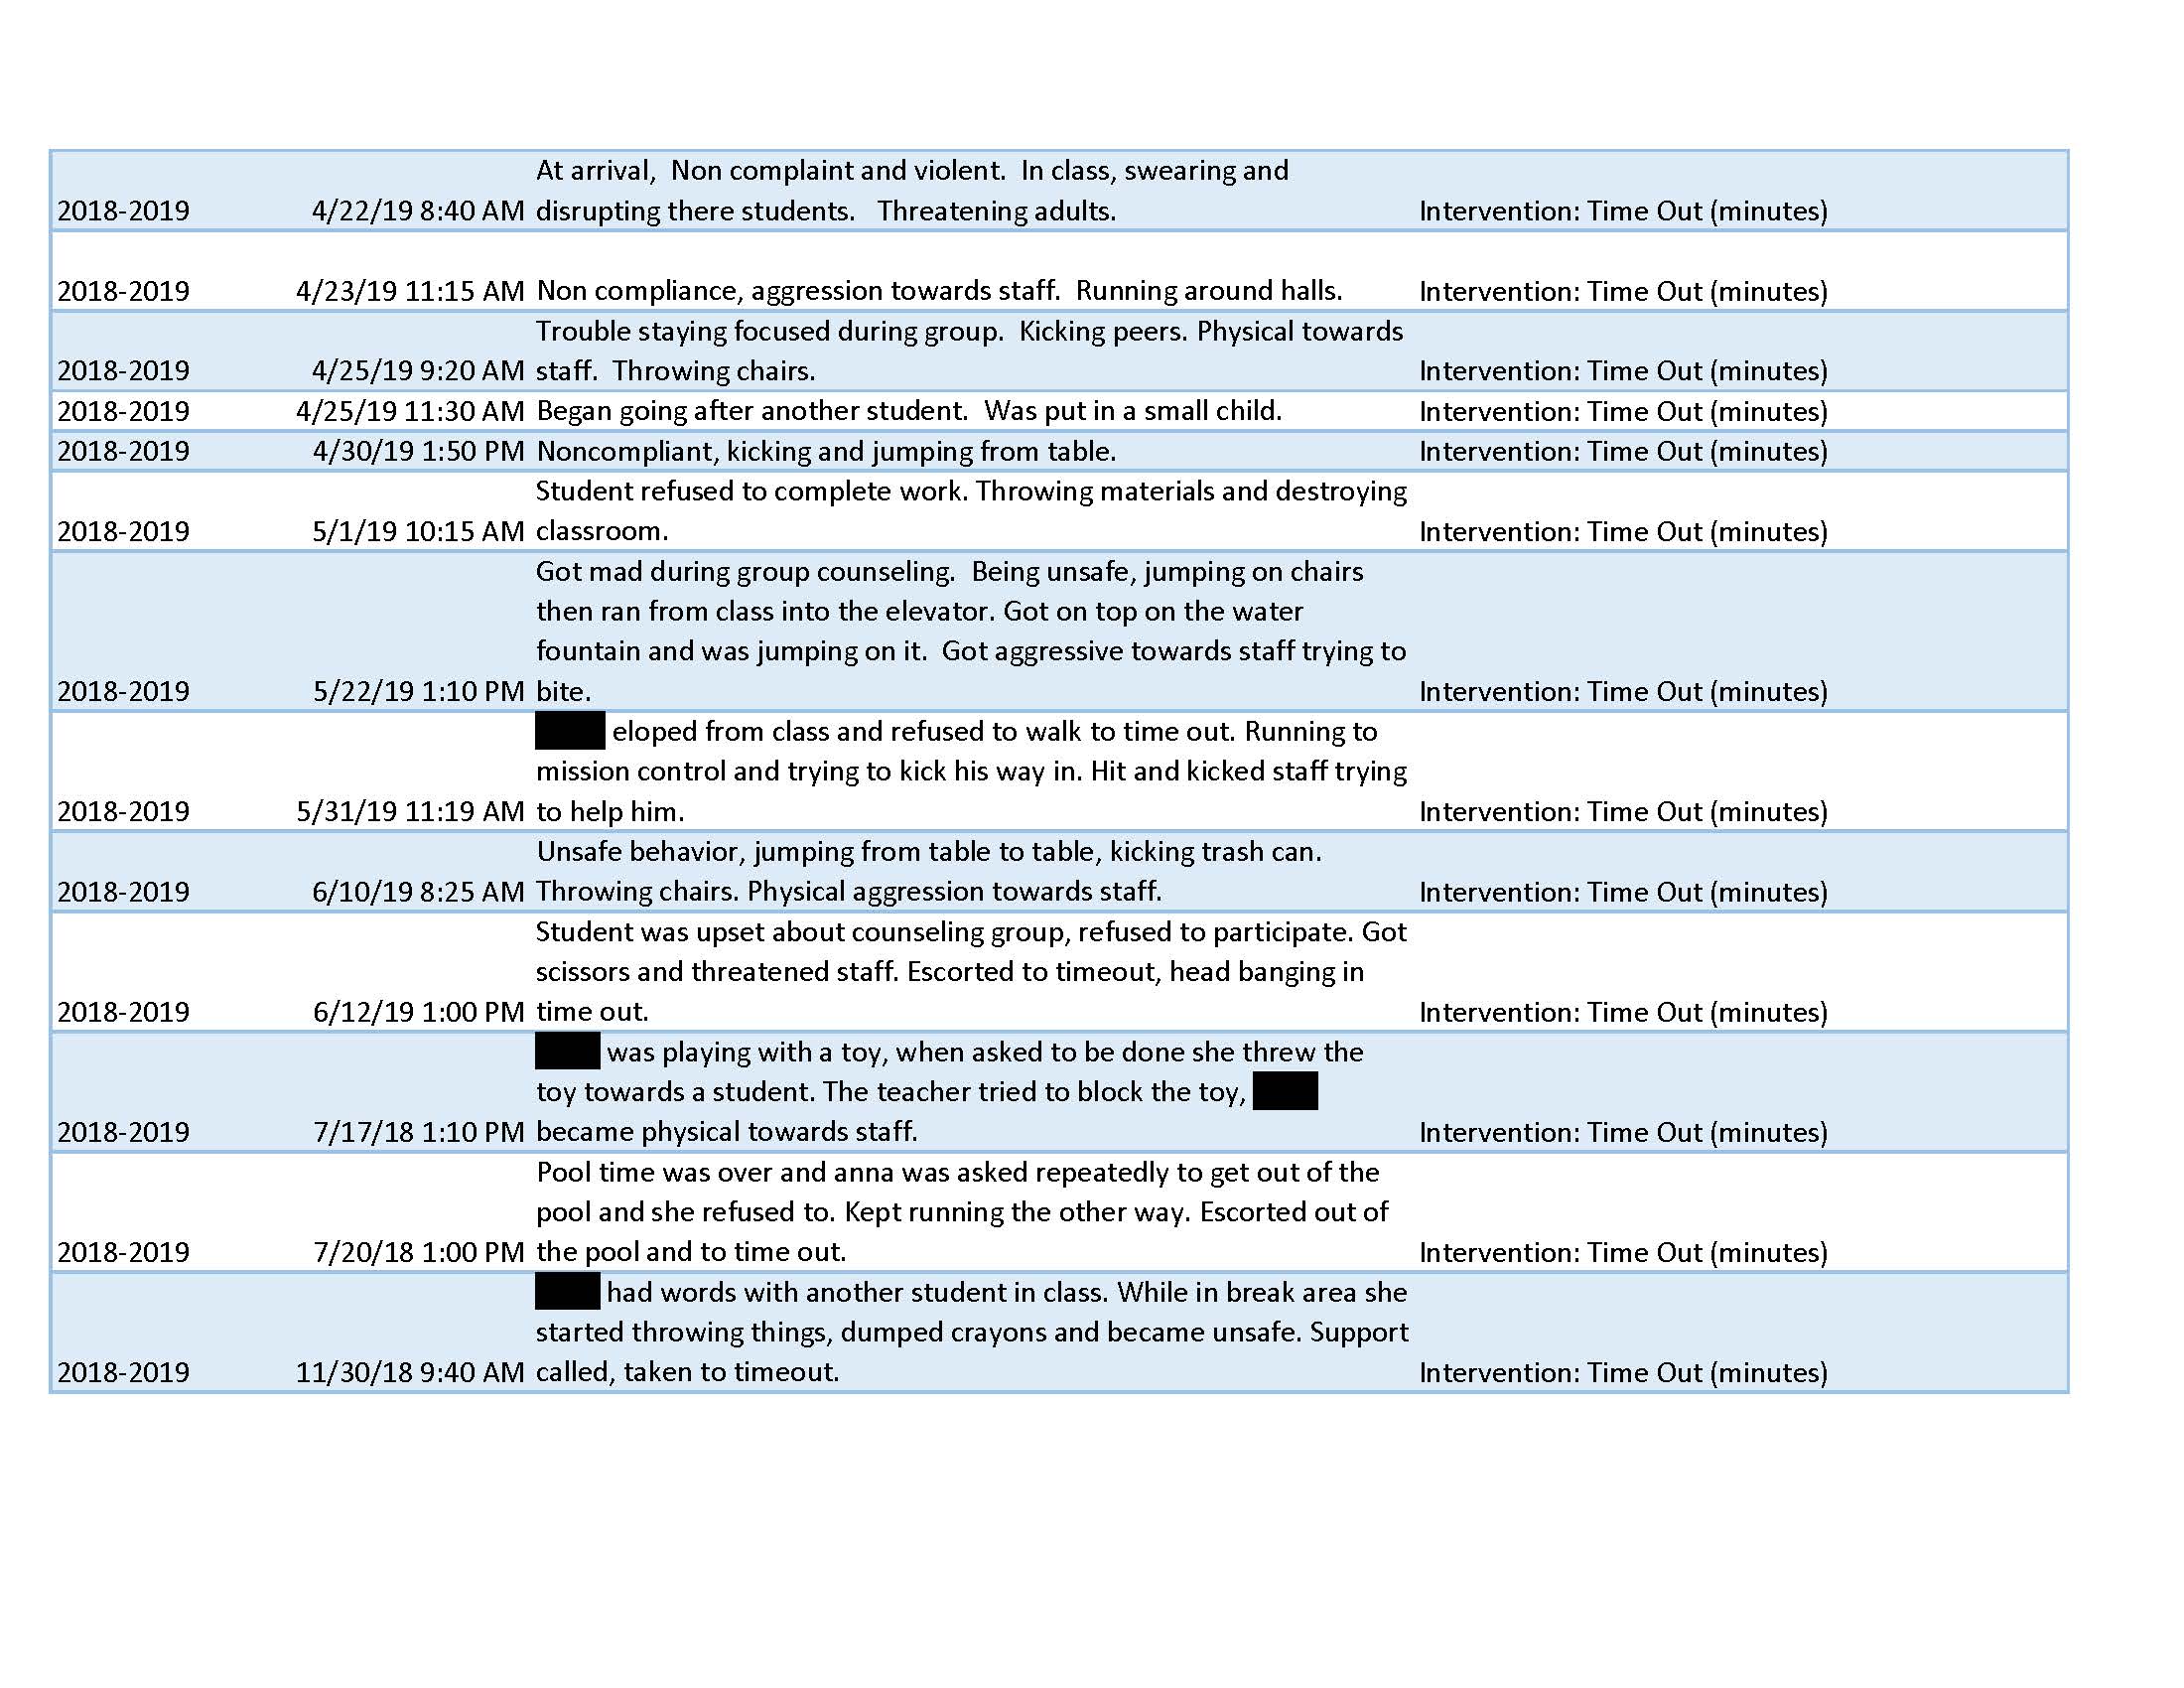 At arrival,  Non complaint and violent.  In class, swearing and
2018-2019 4/22/19 8:40 AM disrupting there students.   Threatening adults. Intervention: Time Out (minutes)
2018-2019 4/23/19 11:15 AM Non compliance, aggression towards staff.  Running around halls. Intervention: Time Out (minutes)
Trouble staying focused during group.  Kicking peers. Physical towards
2018-2019 4/25/19 9:20 AM staff.  Throwing chairs. Intervention: Time Out (minutes)
2018-2019 4/25/19 11:30 AM Began going after another student.  Was put in a small child. Intervention: Time Out (minutes)
2018-2019 4/30/19 1:50 PM Noncompliant, kicking and jumping from table. Intervention: Time Out (minutes)
Student refused to complete work. Throwing materials and destroying
2018-2019 5/1/19 10:15 AM classroom. Intervention: Time Out (minutes)
Got mad during group counseling.  Being unsafe, jumping on chairs
then ran from class into the elevator. Got on top on the water
fountain and was jumping on it.  Got aggressive towards staff trying to
2018-2019 5/22/19 1:10 PM bite. Intervention: Time Out (minutes)
eloped from class and refused to walk to time out. Running to
mission control and trying to kick his way in. Hit and kicked staff trying
2018-2019 5/31/19 11:19 AM to help him. Intervention: Time Out (minutes)
Unsafe behavior, jumping from table to table, kicking trash can.
2018-2019 6/10/19 8:25 AM Throwing chairs. Physical aggression towards staff. Intervention: Time Out (minutes)
Student was upset about counseling group, refused to participate. Got
scissors and threatened staff. Escorted to timeout, head banging in
2018-2019 6/12/19 1:00 PM time out. Intervention: Time Out (minutes)
was playing with a toy, when asked to be done she threw the
toy towards a student. The teacher tried to block the toy,
2018-2019 7/17/18 1:10 PM became physical towards staff. Intervention: Time Out (minutes)
Pool time was over and anna was asked repeatedly to get out of the
pool and she refused to. Kept running the other way. Escorted out of
2018-2019 7/20/18 1:00 PM the pool and to time out. Intervention: Time Out (minutes)
had words with another student in class. While in break area she
started throwing things, dumped crayons and became unsafe. Support
2018-2019 11/30/18 9:40 AM called, taken to timeout. Intervention: Time Out (minutes)